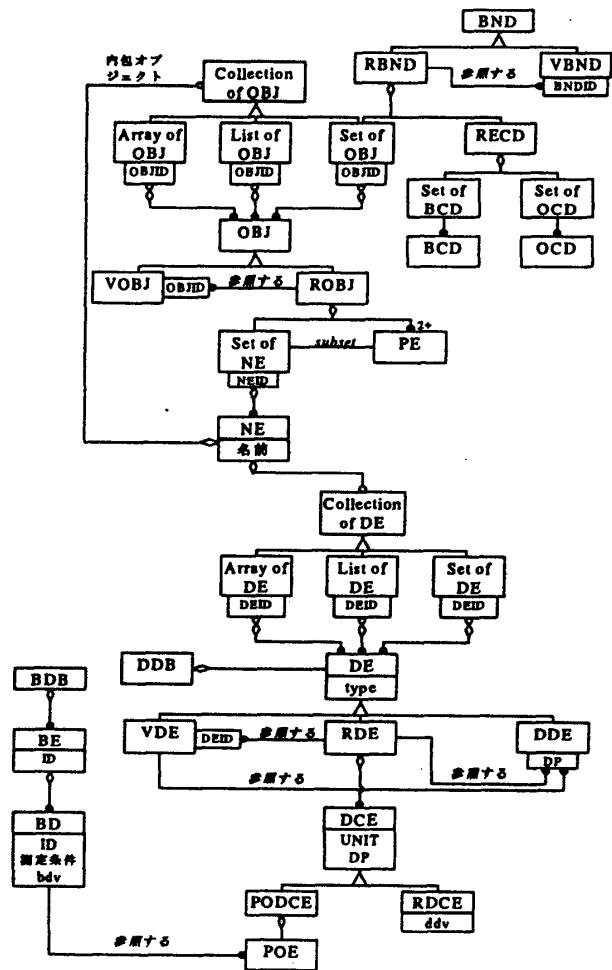 BND
内包オブ
ジェクト
Collection
of OBJ
RBND
参照する
VBND
BNDID
Array of
OBJ
OBJID
List of
OBJ
OBJID
Set of
OBJ
OBJID
RECD
Set of
BCD
Set of
OCD
OBJ
BCD
OCD
VOBJ
OBJID
参照する
ROBJ
Set of
NE
NEID
subset
2+
PE
NE
名前
Collection
of DE
Array of
DE
DEID
List of
DE
DEID
Set of
DE
DEID
DDB
DE
type
BDB
VDE
DEID
参照する
RDE
DDE
DP
参照する
参照する
BE
ID
BD
ID
測定条件
bdv
DCE
UNIT
DP
PODCE
RDCE
ddv
参照する
POE